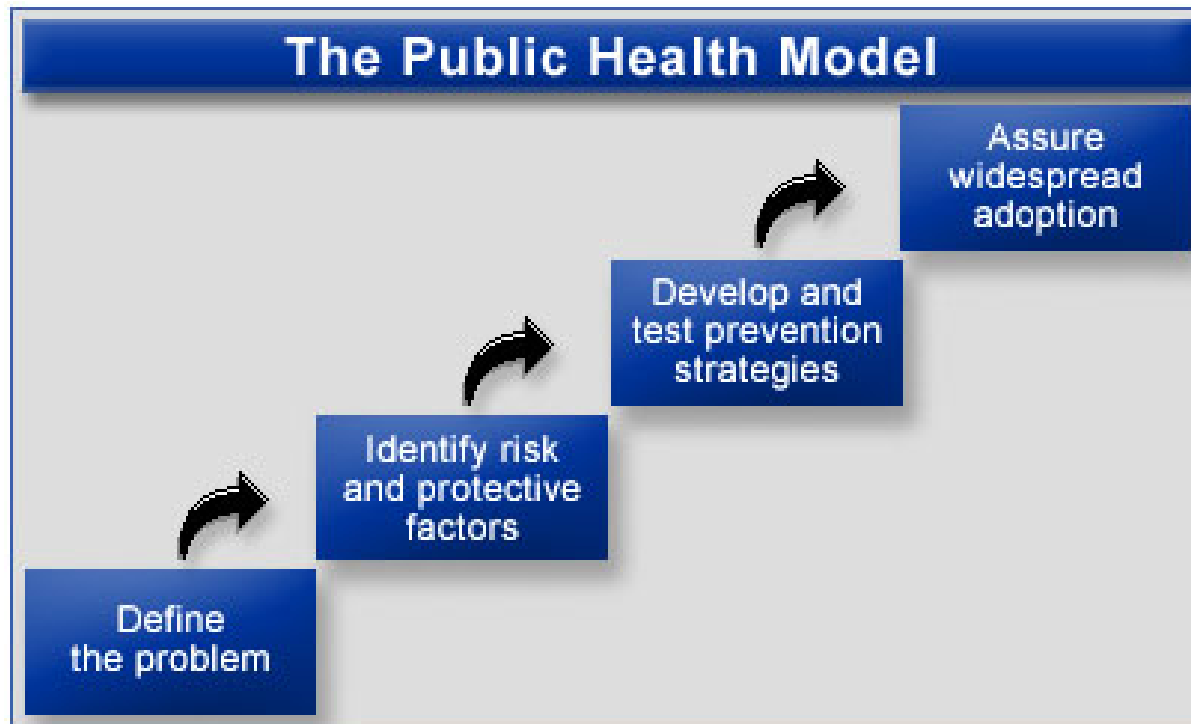 The Public Health Model
Assure
widespread
adoption
Develop and
test prevention
strategies
Identify risk
and protective
factors
Define
the problem